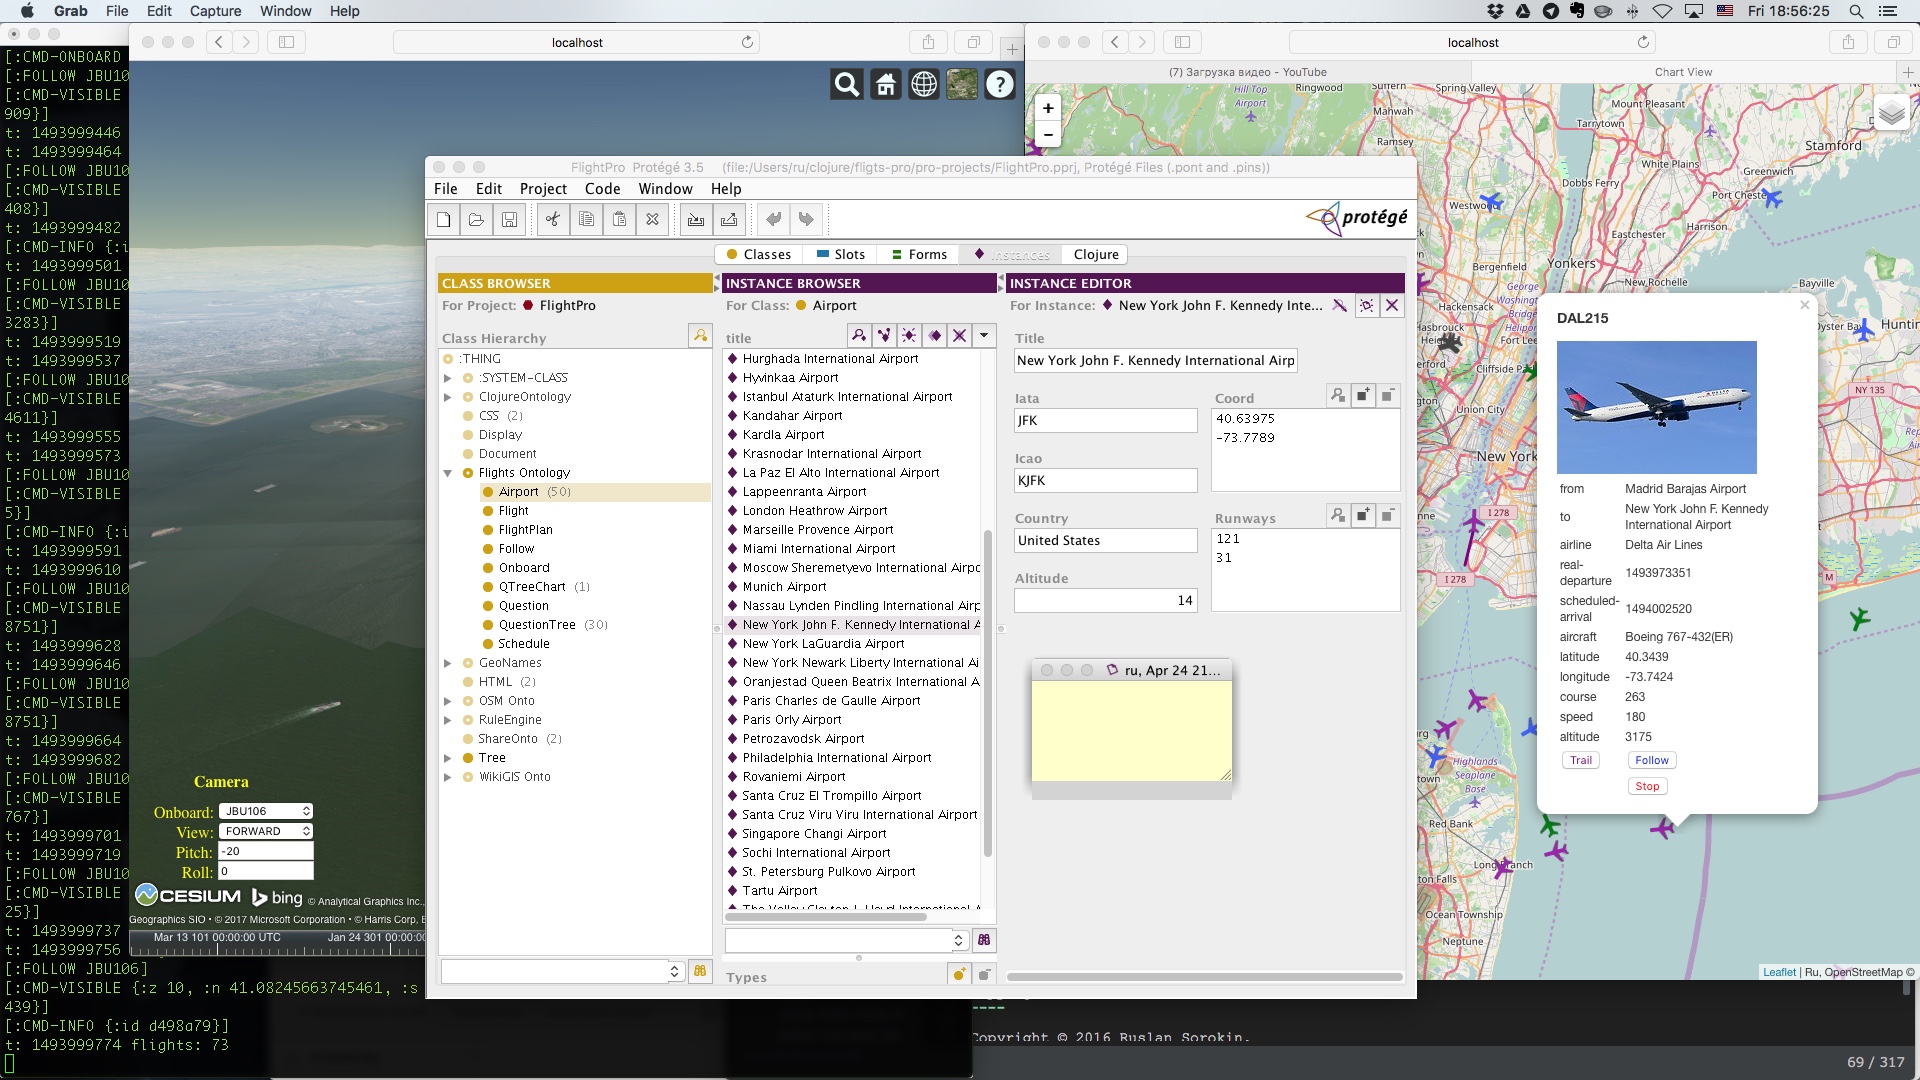 Grab File Edit Capture Window Help
Fri 18:56:25
[:CMD-ONBOARD
[:FOLLOW JBU10
[:CMD-VISIBLE
909}]
t: 1493999446
t: 1493999464
[:FOLLOW JBU10
[:CMD-VISIBLE
408}]
t: 1493999482
[:CMD-INFO {:i
t: 1493999501
[:FOLLOW JBU10
[:CMD-VISIBLE
3283}]
t: 1493999519
t: 1493999537
[:FOLLOW JBU10
[:CMD-VISIBLE
4611}]
t: 1493999555
t: 1493999573
[:FOLLOW JBU10
[:CMD-VISIBLE
5}]
[:CMD-INFO {:i
t: 1493999591
t: 1493999610
[:FOLLOW JBU10
[:CMD-VISIBLE
8751}]
t: 1493999628
t: 1493999646
[:FOLLOW JBU10
[:CMD-VISIBLE
8751}]
t: 1493999664
t: 1493999682
[:FOLLOW JBU10
[:CMD-VISIBLE
767}]
t: 1493999701
t: 1493999719
[:FOLLOW JBU10
[:CMD-VISIBLE
25}]
t: 1493999737
t: 1493999756
[:FOLLOW JBU106]
[:CMD-VISIBLE {:z 10, :n 41.08245663745461, :s
439}]
[:CMD-INFO {:id d498a79}]
t: 1493999774 flights: 73
localhost
Camera
Onboard: JBU106
View: FORWARD
Pitch: -20
Roll: 0
CESIUM bing © Analytical Graphics Inc.,
Geographics SIO • © 2017 Microsoft Corporation • © Harris Corp, E
Mar 13 101 00:00:00 UTC Jan 24 301 00:00:00
FlightPro Protégé 3.5 (file:/Users/ru/clojure/fligts-pro/pro-projects/FlightPro.pprj, Protégé Files (.pont and .pins))
File Edit Project Code Window Help
protégé
Classes Slots Forms Instances Clojure
CLASS BROWSER
For Project: FlightPro
Class Hierarchy
:THING
:SYSTEM-CLASS
ClojureOntology
CSS (2)
Display
Document
Flights Ontology
Airport (50)
Flight
FlightPlan
Follow
Onboard
QTreeChart (1)
Question
QuestionTree (30)
Schedule
GeoNames
HTML (2)
OSM Onto
RuleEngine
ShareOnto (2)
Tree
WikiGIS Onto
INSTANCE BROWSER
For Class: Airport
title
Hurghada International Airport
Hyvinkaa Airport
Istanbul Ataturk International Airport
Kandahar Airport
Kardla Airport
Krasnodar International Airport
La Paz El Alto International Airport
Lappeenranta Airport
London Heathrow Airport
Marseille Provence Airport
Miami International Airport
Moscow Sheremetyevo International Airpo
Munich Airport
Nassau Lynden Pindling International Airp
New York John F. Kennedy International A
New York LaGuardia Airport
New York Newark Liberty International Ai
Oranjestad Queen Beatrix International A
Paris Charles de Gaulle Airport
Paris Orly Airport
Petrozavodsk Airport
Philadelphia International Airport
Rovaniemi Airport
Santa Cruz El Trompillo Airport
Santa Cruz Viru Viru International Airport
Singapore Changi Airport
Sochi International Airport
St. Petersburg Pulkovo Airport
Tartu Airport
Types
INSTANCE EDITOR
For Instance: New York John F. Kennedy Inte...
Title
New York John F. Kennedy International Airp
Iata
JFK
Coord
40.63975
-73.7789
Icao
KJFK
Country
United States
Runways
121
31
Altitude
14
ru, Apr 24 21...
localhost
(7) Загрузка видео - YouTube
Chart View
+
−
Hill Top
Airport
Ringwood
Suffern
Spring Valley
Mahwah
Ramsey
Mount Pleasant
Tarrytown
Stamford
White Plains
Greenwich
Dobbs Ferry
Westwood
Port Chester
Harrison
Eastchester
Yonkers
Bergenfield
New Rochelle
Bayville
Hackensack
Fort Lee
Cliffside
Oyster Bay
Hunti
Union City
NY 135
New York
I 278
I 278
M
Highlands
Seaplane
Base
Red Bank
Long Branch
ton Falls
Ocean Township
Neptune
DAL215
from Madrid Barajas Airport
to New York John F. Kennedy International Airport
airline Delta Air Lines
real-departure 1493973351
scheduled-arrival 1494002520
aircraft Boeing 767-432(ER)
latitude 40.3439
longitude -73.7424
course 263
speed 180
altitude 3175
Trail Follow
Stop
Leaflet | Ru, OpenStreetMap ©
Copyright © 2016 Ruslan Sorokin.
69 / 317